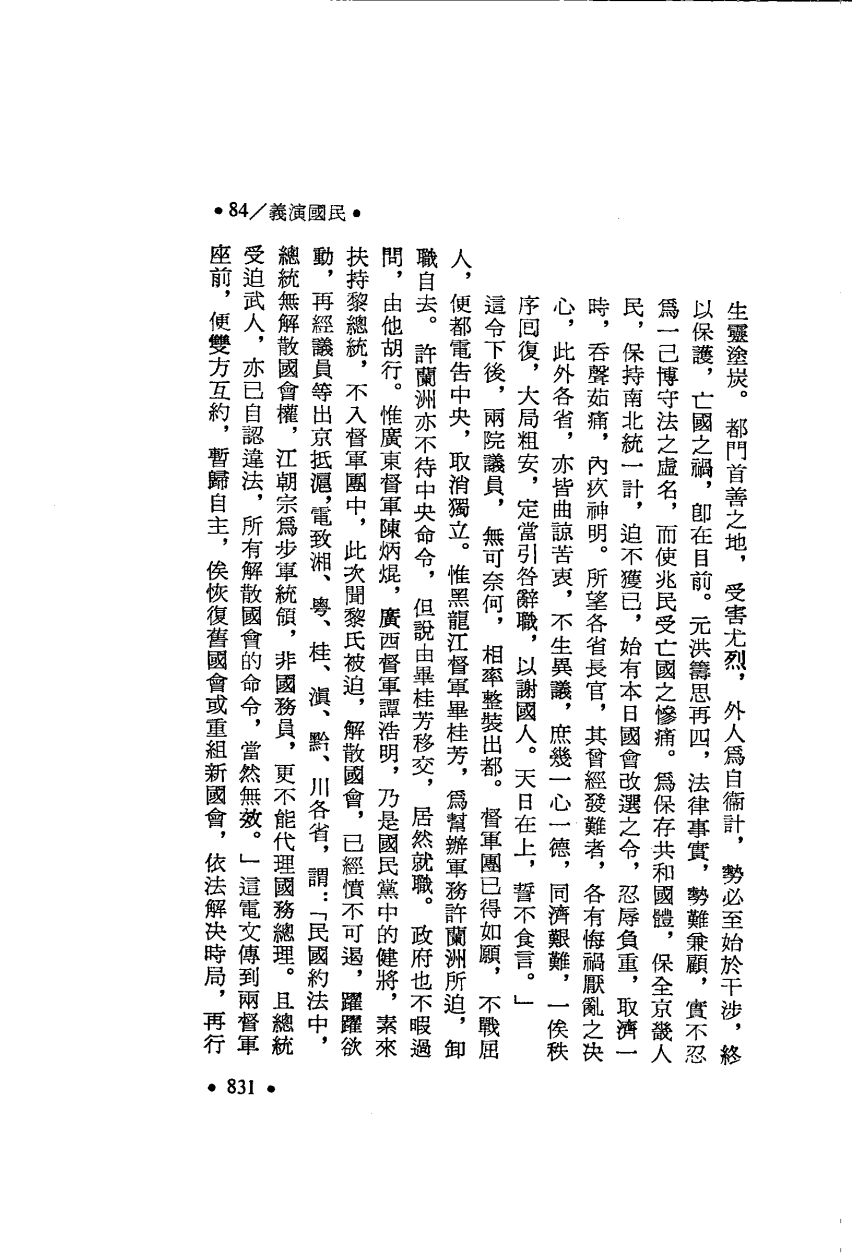 •84／義演國民•
生靈塗炭。都門首善之地，受害尤烈，外人爲自衞計，勢必至始於干涉，終
以保護，亡國之禍，卽在目前。元洪籌思再四，法律事實，勢難兼顧，實不忍
爲一己博守法之虛名，而使兆民受亡國之慘痛。爲保存共和國體，保全京畿人
民，保持南北統一計，迫不獲已，始有本日國會改選之令，忍辱負重，取濟一
時，吞聲茹痛，內疚神明。所望各省長官，其曾經發難者，各有悔禍厭亂之決
心，此外各省，亦皆曲諒苦衷，不生異議，庶幾一心一德，同濟艱難，一俟秩
序回復，大局粗安，定當引咎辭職，以謝國人。天日在上，誓不食言。」
這令下後，兩院議員，無可奈何，相率整裝出都。督軍團已得如願，不戰屈
人，便都電告中央，取消獨立。惟黑龍江督軍畢桂芳，爲幫辦軍務許蘭洲所迫，卸
職自去。許蘭洲亦不待中央命令，但說由畢桂芳移交，居然就職。政府也不暇過
問，由他胡行。惟廣東督軍陳炳焜，廣西督軍譚浩明，乃是國民黨中的健將，素來
扶持黎總統，不入督軍團中，此次聞黎氏被迫，解散國會，已經憤不可遏，躍躍欲
動，再經議員等出京抵滬，電致湘、粵、桂、滇、黔、川各省，謂：「民國約法中，
總統無解散國會權，江朝宗爲步軍統領，非國務員，更不能代理國務總理。且總統
受迫武人，亦已自認違法，所有解散國會的命令，當然無效。」這電文傳到兩督軍
座前，便雙方互約，暫歸自主，俟恢復舊國會或重組新國會，依法解決時局，再行
•831•